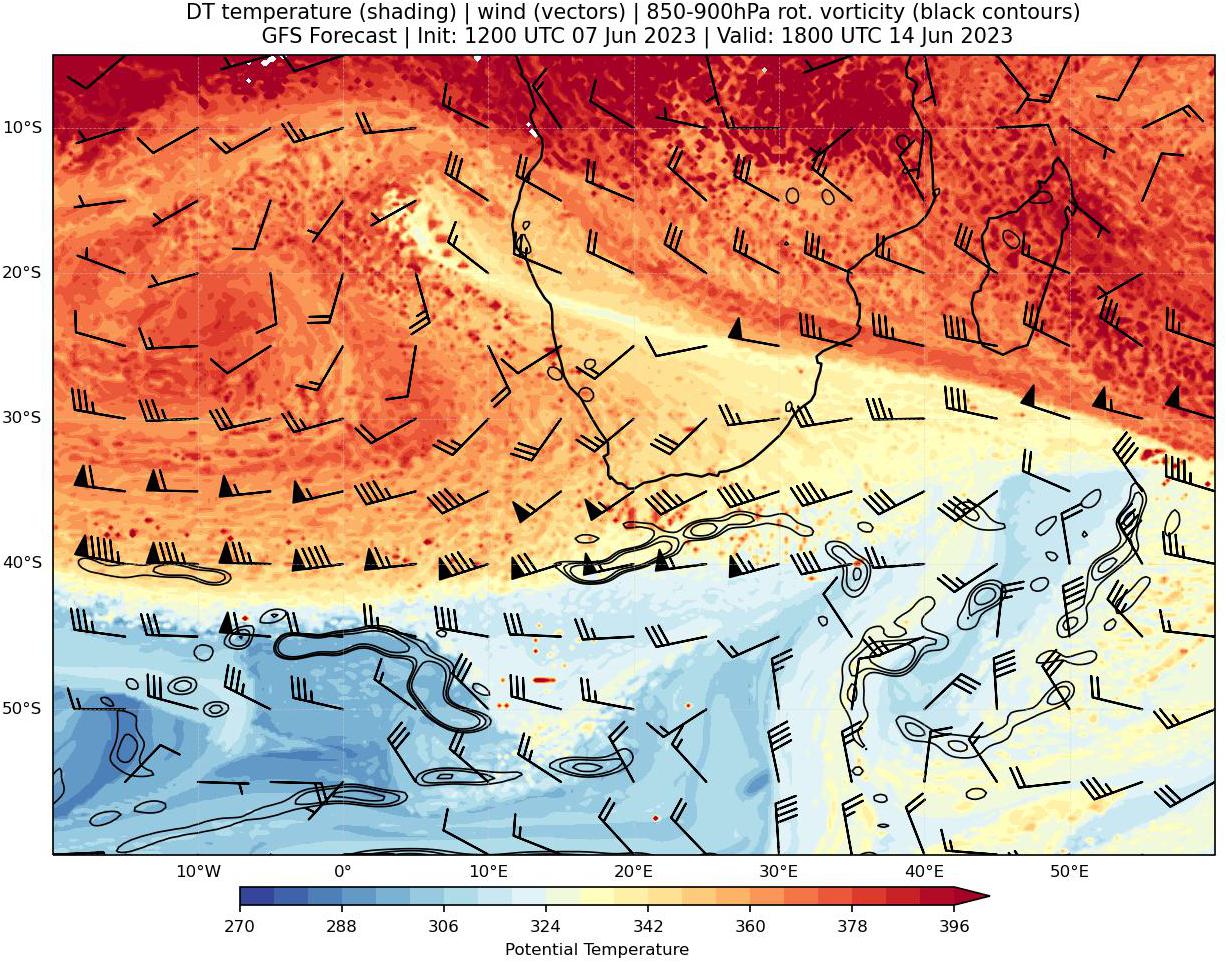 DT temperature (shading) | wind (vectors) | 850-900hPa rot. vorticity (black contours)
GFS Forecast | Init: 1200 UTC 07 Jun 2023 | Valid: 1800 UTC 14 Jun 2023
10°S
20°S
30°S
40°S
50°S
10°W 0° 10°E 20°E 30°E 40°E 50°E
270 288 306 324 342 360 378 396
Potential Temperature